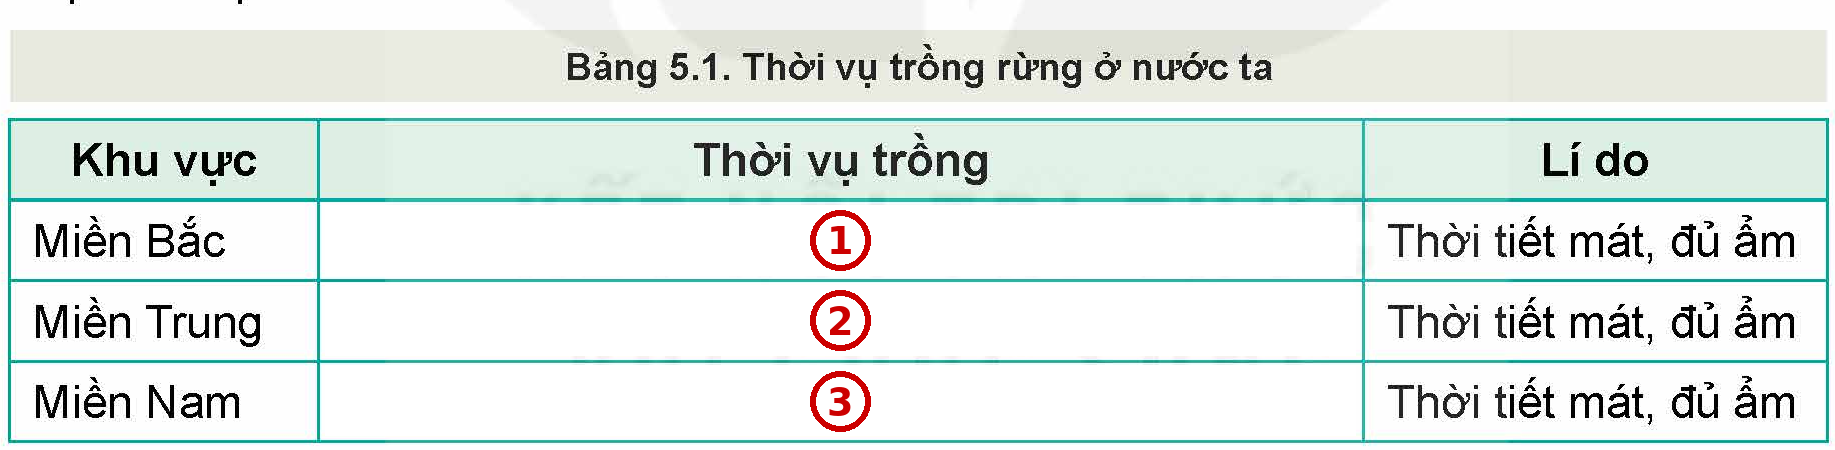 Bảng 5.1. Thời vụ trồng rừng ở nước ta
Khu vực Thời vụ trồng Lí do
Miền Bắc 1 Thời tiết mát, đủ ẩm
Miền Trung 2 Thời tiết mát, đủ ẩm
Miền Nam 3 Thời tiết mát, đủ ẩm